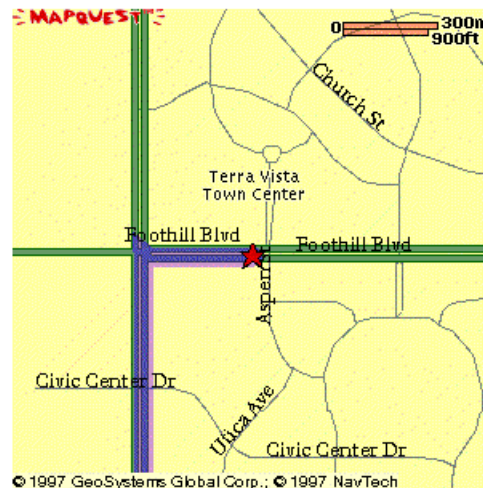 MAPQUEST
0 300m
900ft
Church St
Terra Vista
Town Center
Foothill Blvd
Foothill Blvd
Civic Center Dr
Utica Ave
Civic Center Dr
© 1997 GeoSystems Global Corp.; © 1997 NavTech